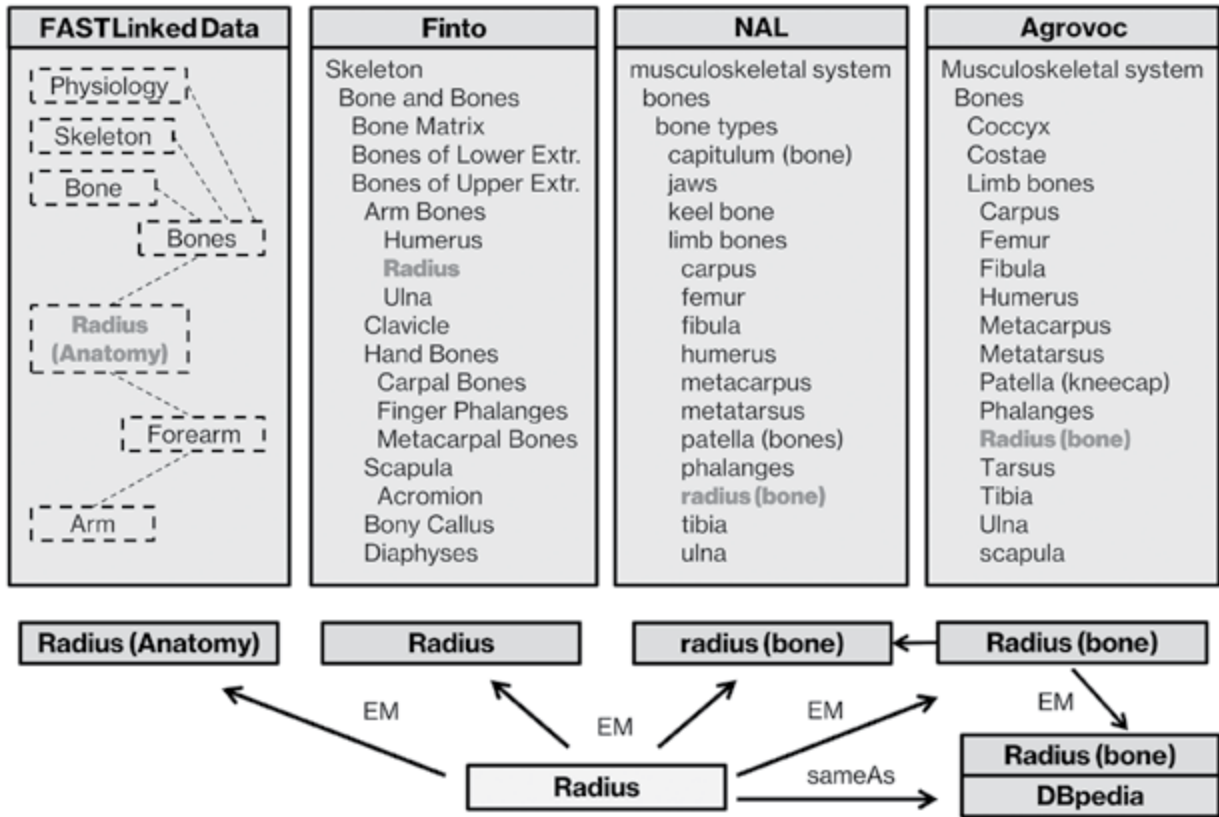 FASTLinked Data
Physiology
Skeleton
Bone
Bones
Radius
(Anatomy)
Forearm
Arm
Finto
Skeleton
Bone and Bones
Bone Matrix
Bones of Lower Extr.
Bones of Upper Extr.
Arm Bones
Humerus
Radius
Ulna
Clavicle
Hand Bones
Carpal Bones
Finger Phalanges
Metacarpal Bones
Scapula
Acromion
Bony Callus
Diaphyses
NAL
musculoskeletal system
bones
bone types
capitulum (bone)
jaws
keel bone
limb bones
carpus
femur
fibula
humerus
metacarpus
metatarsus
patella (bones)
phalanges
radius (bone)
tibia
ulna
Agrovoc
Musculoskeletal system
Bones
Coccyx
Costae
Limb bones
Carpus
Femur
Fibula
Humerus
Metacarpus
Metatarsus
Patella (kneecap)
Phalanges
Radius (bone)
Tarsus
Tibia
Ulna
scapula
Radius (Anatomy)
Radius
radius (bone)
Radius (bone)
EM
EM
EM
EM
Radius
sameAs
Radius (bone)
DBpedia